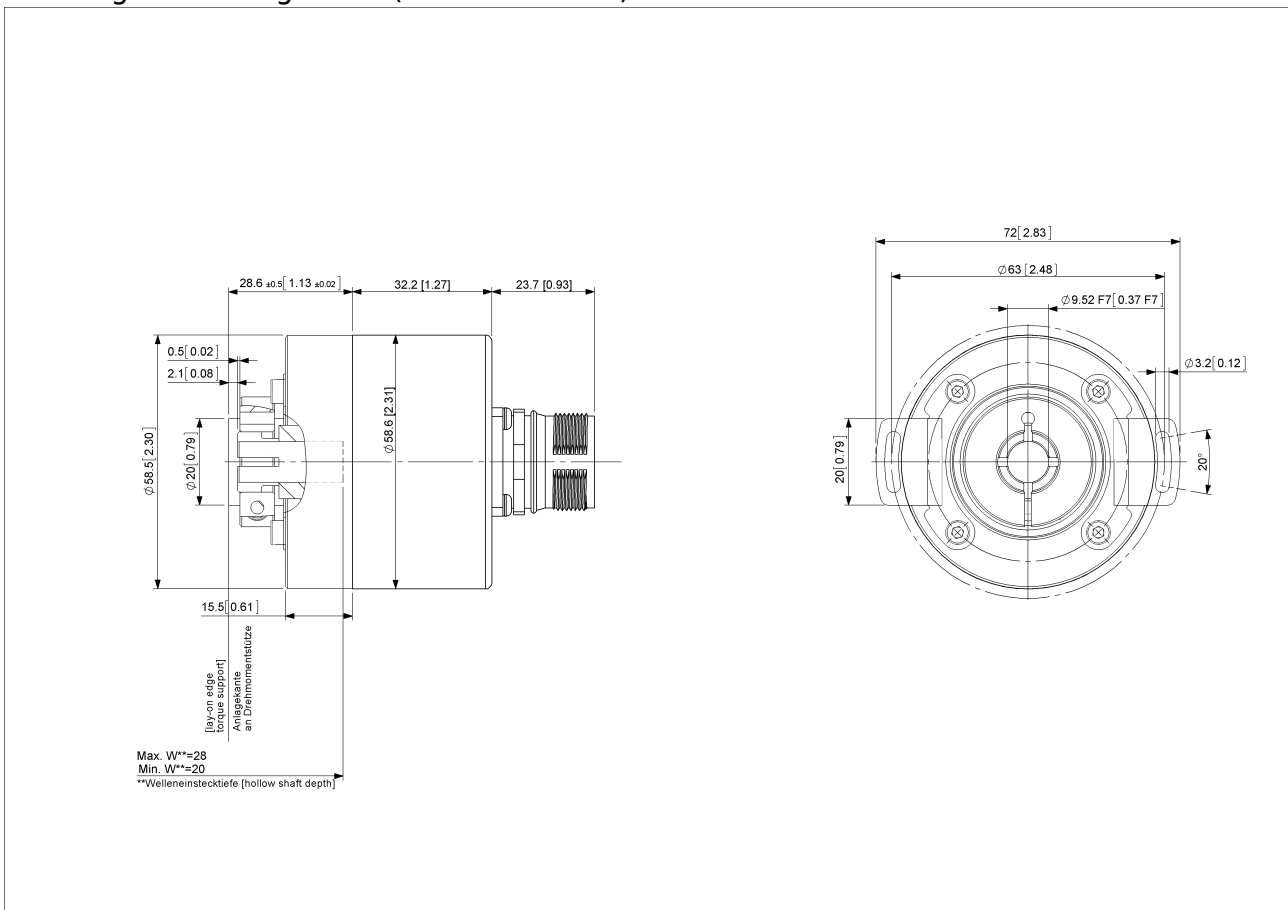 72[2.83]
⌀63[2.48]
28.6 ±0.5[1.13 ±0.02]
32.2 [1.27]
23.7 [0.93]
⌀9.52 F7[0.37 F7]
0.5[0.02]
2.1[0.08]
⌀3.2[0.12]
⌀58.5[2.30]
⌀20[0.79]
⌀58.6 [2.31]
20[0.79]
20°
15.5[0.61]
[lay-on edge
torque support]
Anlagekante
an Drehmomentstütze
Max. W**=28
Min. W**=20
**Welleneinstecktiefe [hollow shaft depth]